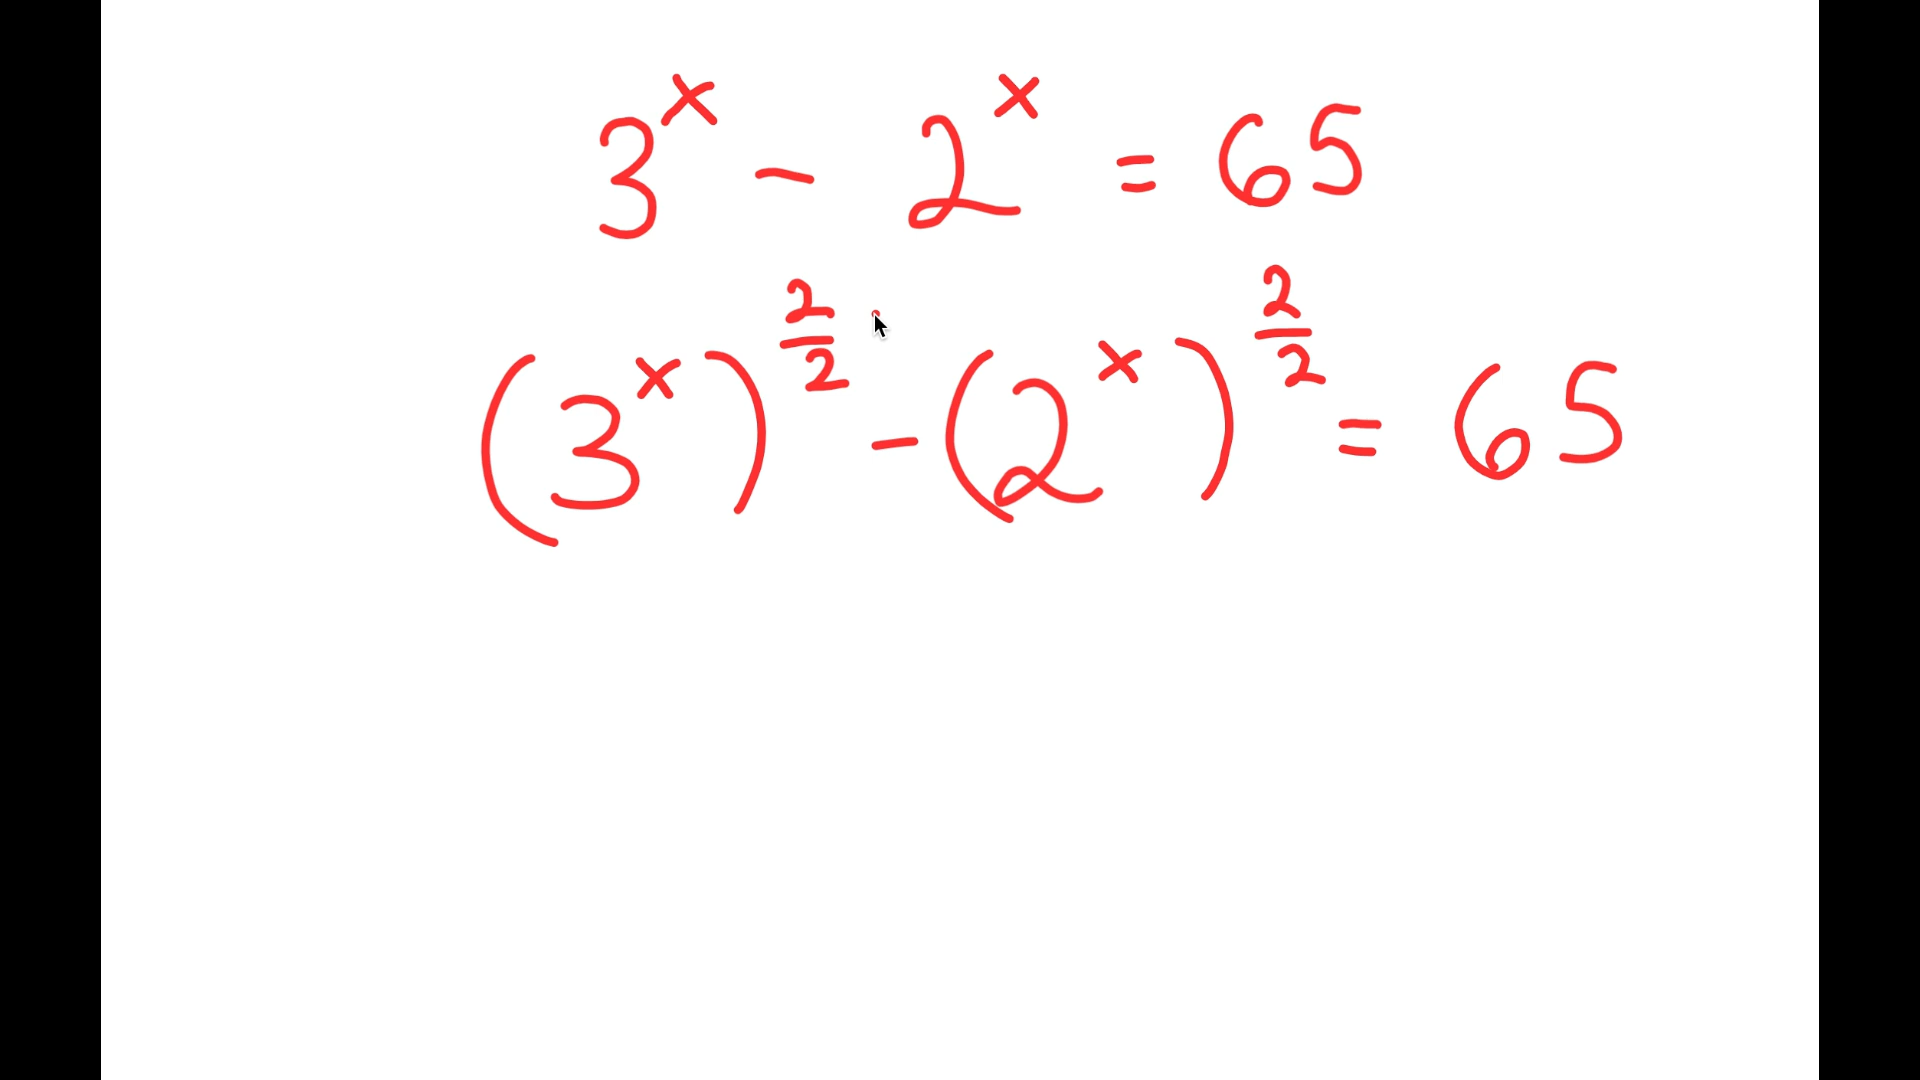 3^x - 2^x = 65
(3^x)^{2/2} - (2^x)^{2/2} = 65